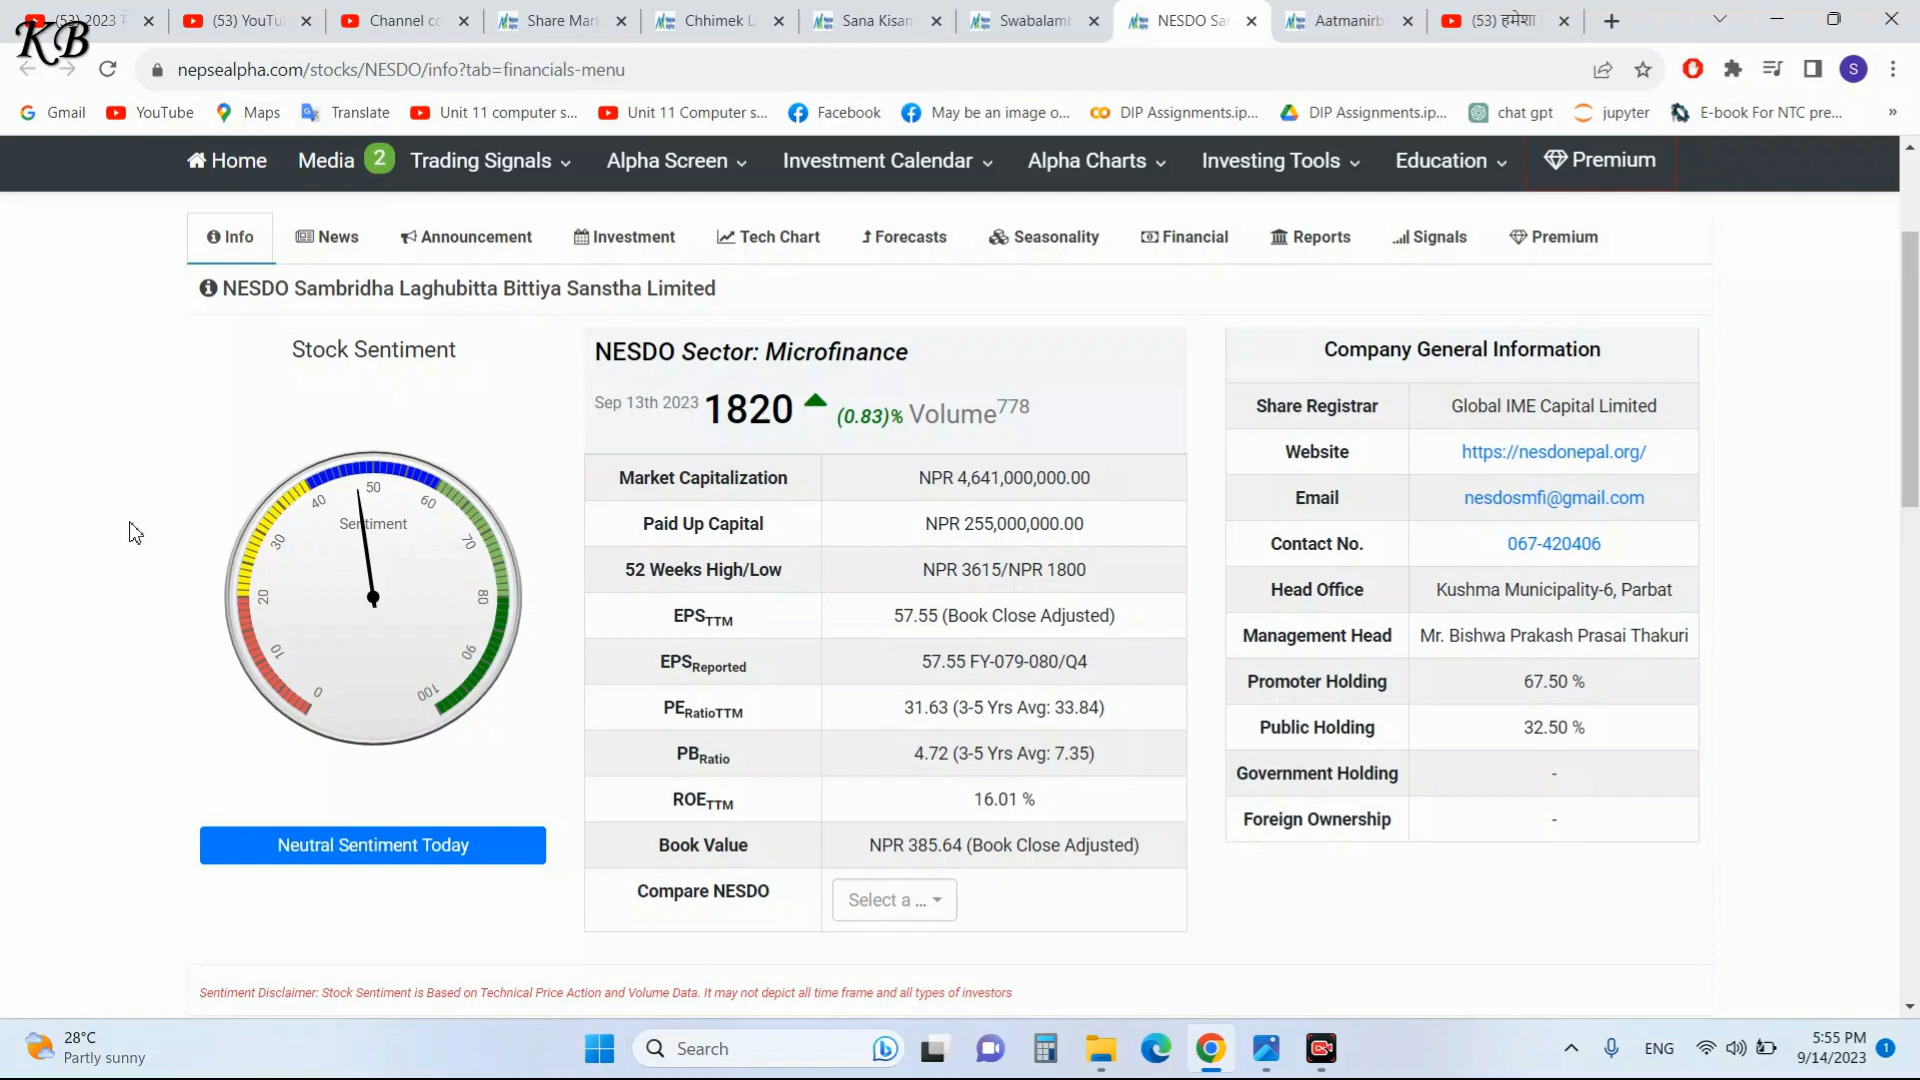 KB
(53) 2023
(53) YouTu
Channel co
Share Mar
Chhimek L
Sana Kisan
Swabalamb
NESDO Sar
Aatmanirb
(53) हमेशा
nepsealpha.com/stocks/NESDO/info?tab=financials-menu
S
Gmail
YouTube
Maps
Translate
Unit 11 computer s...
Unit 11 Computer s...
Facebook
May be an image o...
DIP Assignments.ip...
DIP Assignments.ip...
chat gpt
jupyter
E-book For NTC pre...
»
Home
Media 2
Trading Signals
Alpha Screen
Investment Calendar
Alpha Charts
Investing Tools
Education
Premium
Info
News
Announcement
Investment
Tech Chart
Forecasts
Seasonality
Financial
Reports
Signals
Premium
NESDO Sambridha Laghubitta Bittiya Sanstha Limited
Stock Sentiment
0
10
20
30
40
50
60
70
80
90
100
Sentiment
Neutral Sentiment Today
NESDO Sector: Microfinance
Sep 13th 2023 1820 (0.83)% Volume 778
Market Capitalization NPR 4,641,000,000.00
Paid Up Capital NPR 255,000,000.00
52 Weeks High/Low NPR 3615/NPR 1800
EPSTTM 57.55 (Book Close Adjusted)
EPSReported 57.55 FY-079-080/Q4
PERatioTTM 31.63 (3-5 Yrs Avg: 33.84)
PBRatio 4.72 (3-5 Yrs Avg: 7.35)
ROETTM 16.01 %
Book Value NPR 385.64 (Book Close Adjusted)
Compare NESDO Select a ...
Company General Information
Share Registrar Global IME Capital Limited
Website https://nesdonepal.org/
Email nesdosmfi@gmail.com
Contact No. 067-420406
Head Office Kushma Municipality-6, Parbat
Management Head Mr. Bishwa Prakash Prasai Thakuri
Promoter Holding 67.50 %
Public Holding 32.50 %
Government Holding -
Foreign Ownership -
Sentiment Disclaimer: Stock Sentiment is Based on Technical Price Action and Volume Data. It may not depict all time frame and all types of investors
28°C
Partly sunny
Search
ENG
5:55 PM
9/14/2023
1